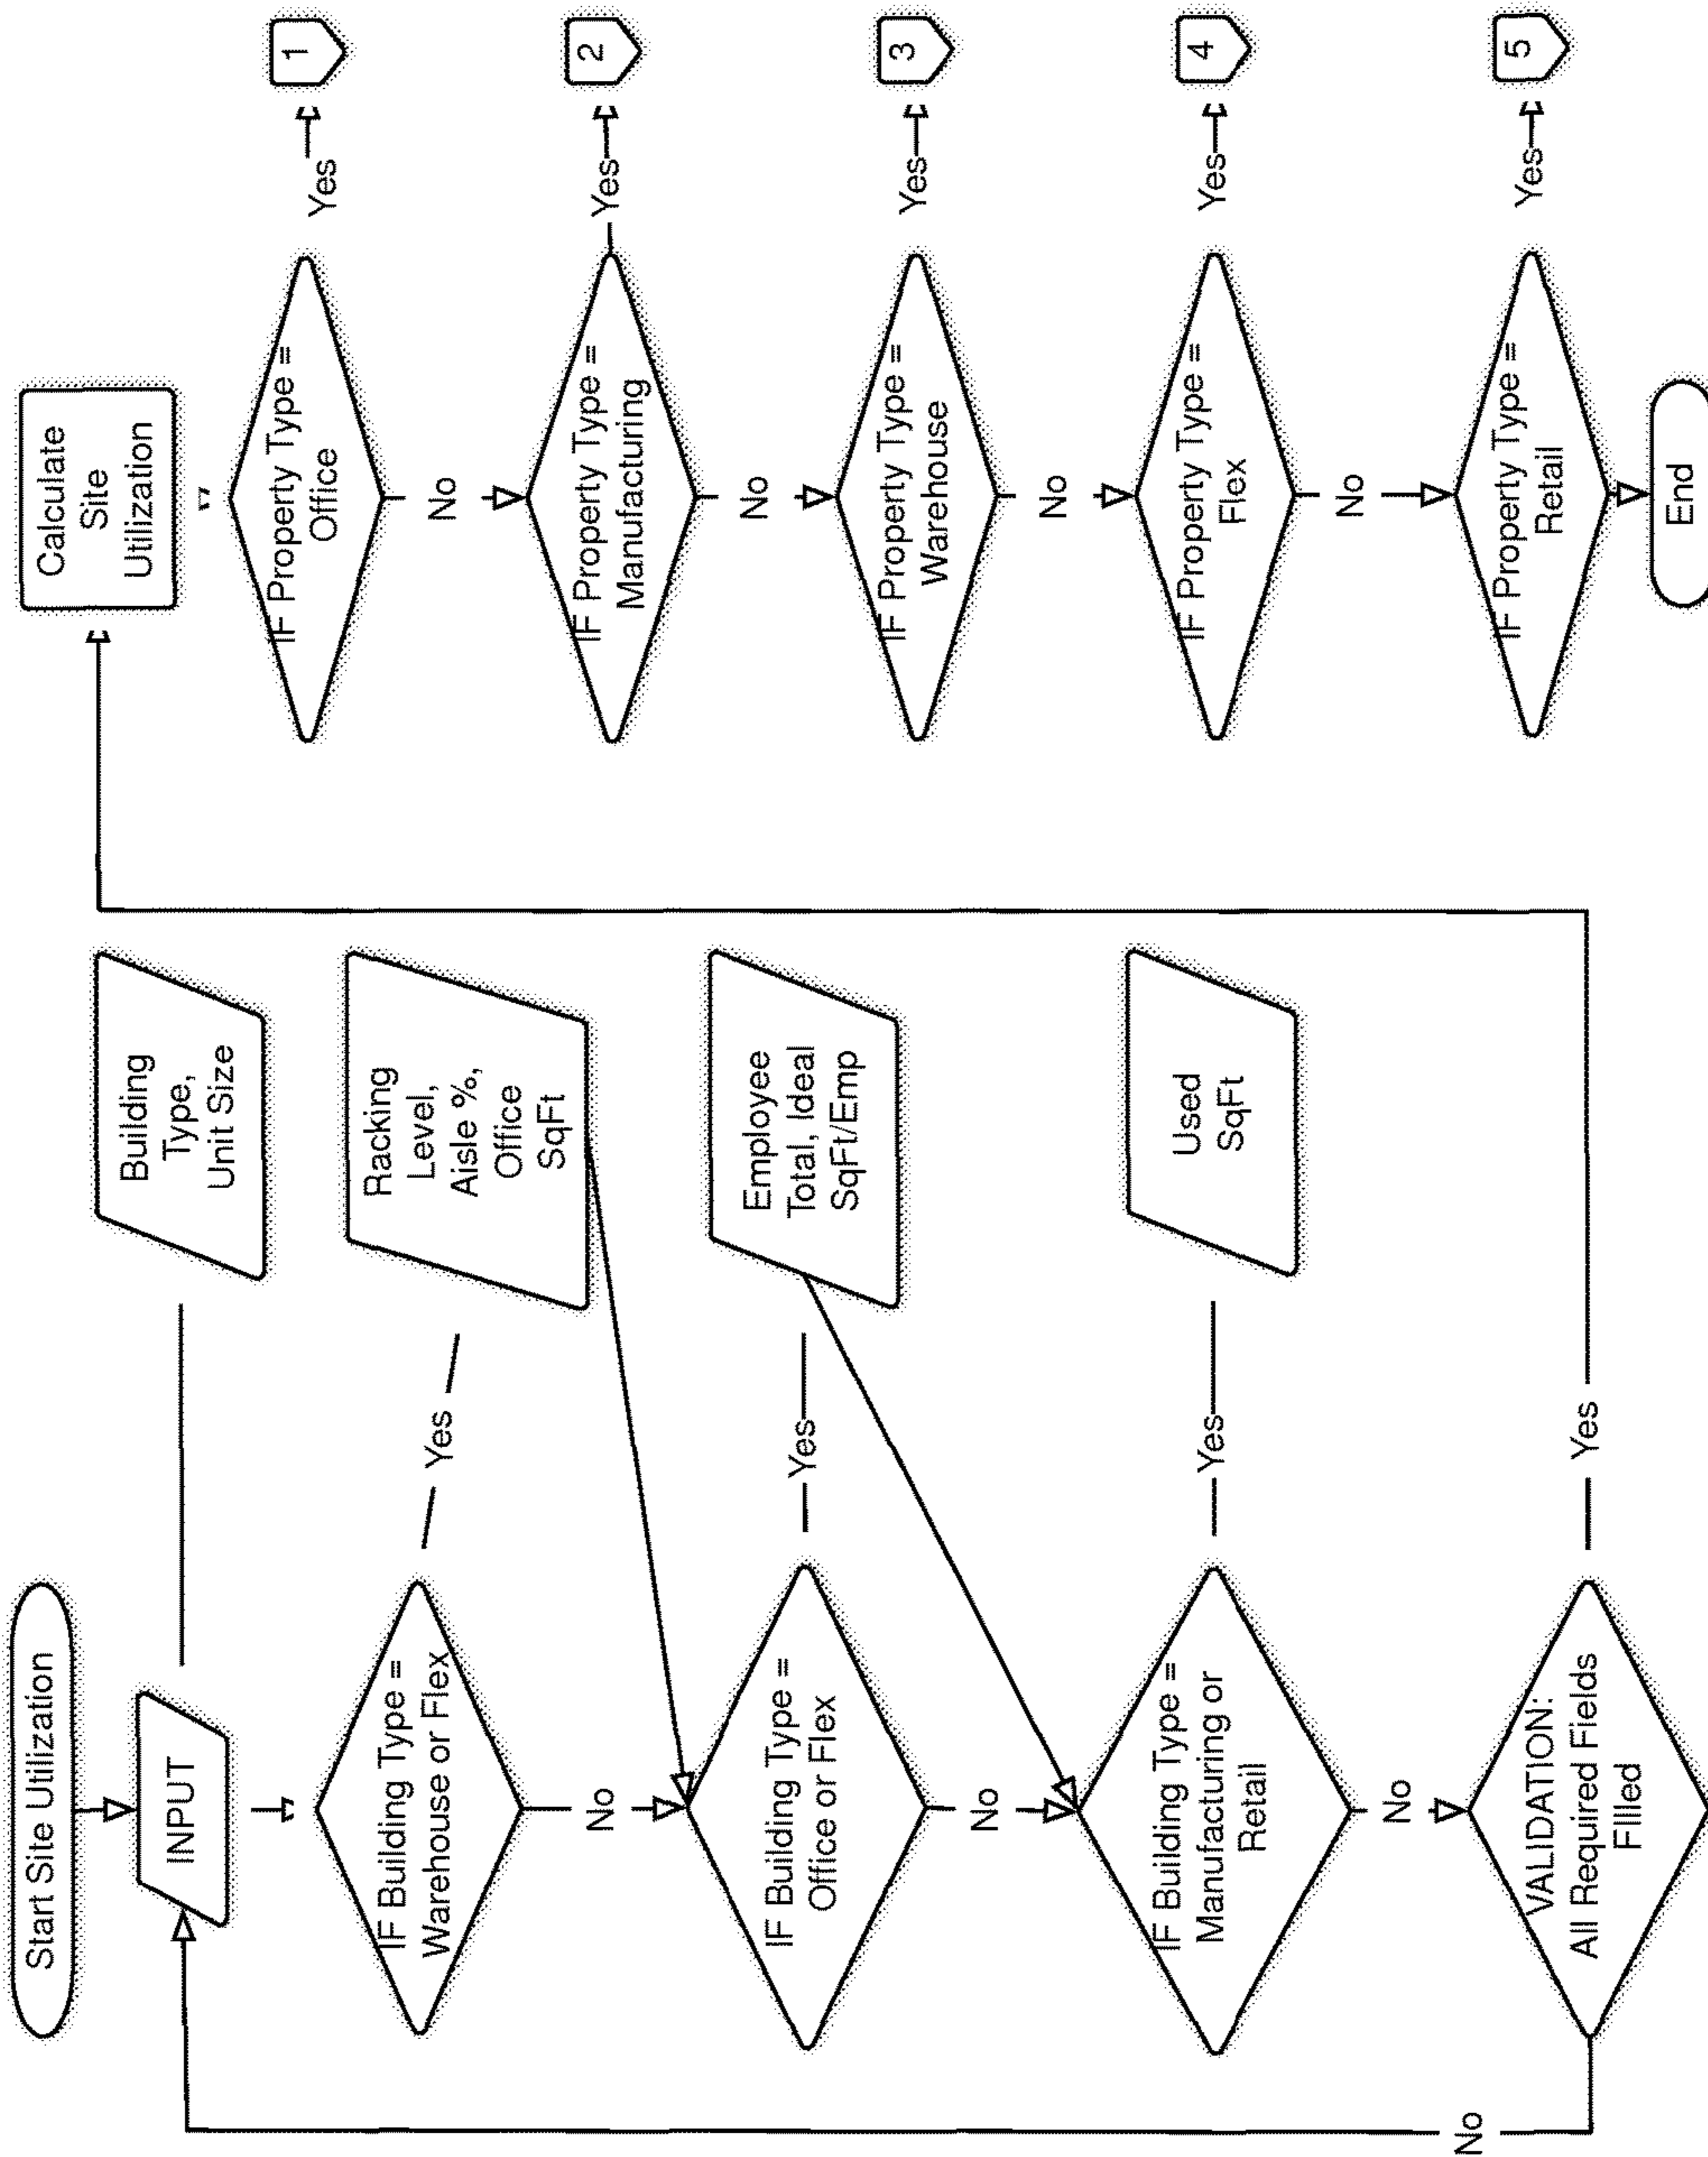 Start Site Utilization
INPUT
Building
Type,
Unit Size
IF Building Type =
Warehouse or Flex
Yes
Racking
Level,
Aisle %,
Office
SqFt
No
IF Building Type =
Office or Flex
Yes
Employee
Total, Ideal
SqFt/Emp
No
IF Building Type =
Manufacturing or
Retail
Yes
Used
SqFt
No
VALIDATION:
All Required Fields
FIlled
Yes
No
Calculate
Site
Utilization
IF Property Type =
Office
Yes
1
No
IF Property Type =
Manufacturing
Yes
2
No
IF Property Type =
Warehouse
Yes
3
No
IF Property Type =
Flex
Yes
4
No
IF Property Type =
Retail
Yes
5
End